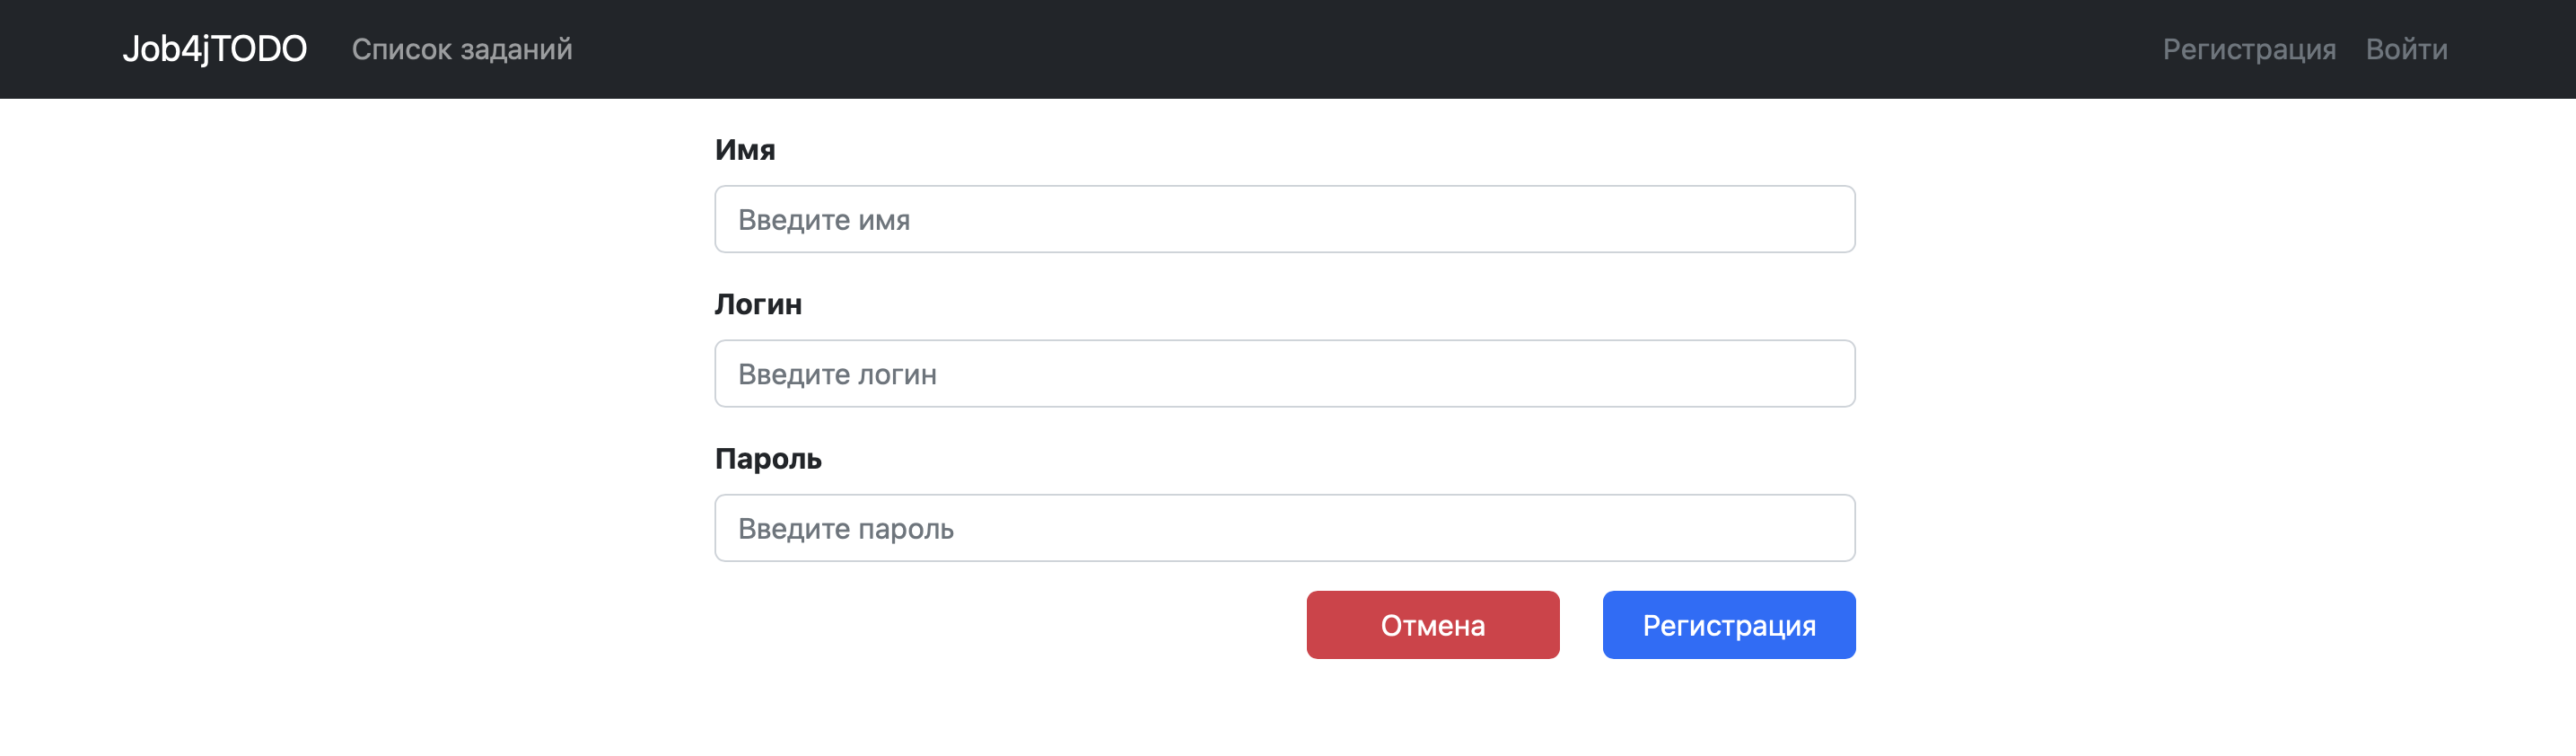 Job4jTODO Список заданий Регистрация Войти
Имя
Введите имя
Логин
Введите логин
Пароль
Введите пароль
Отмена Регистрация